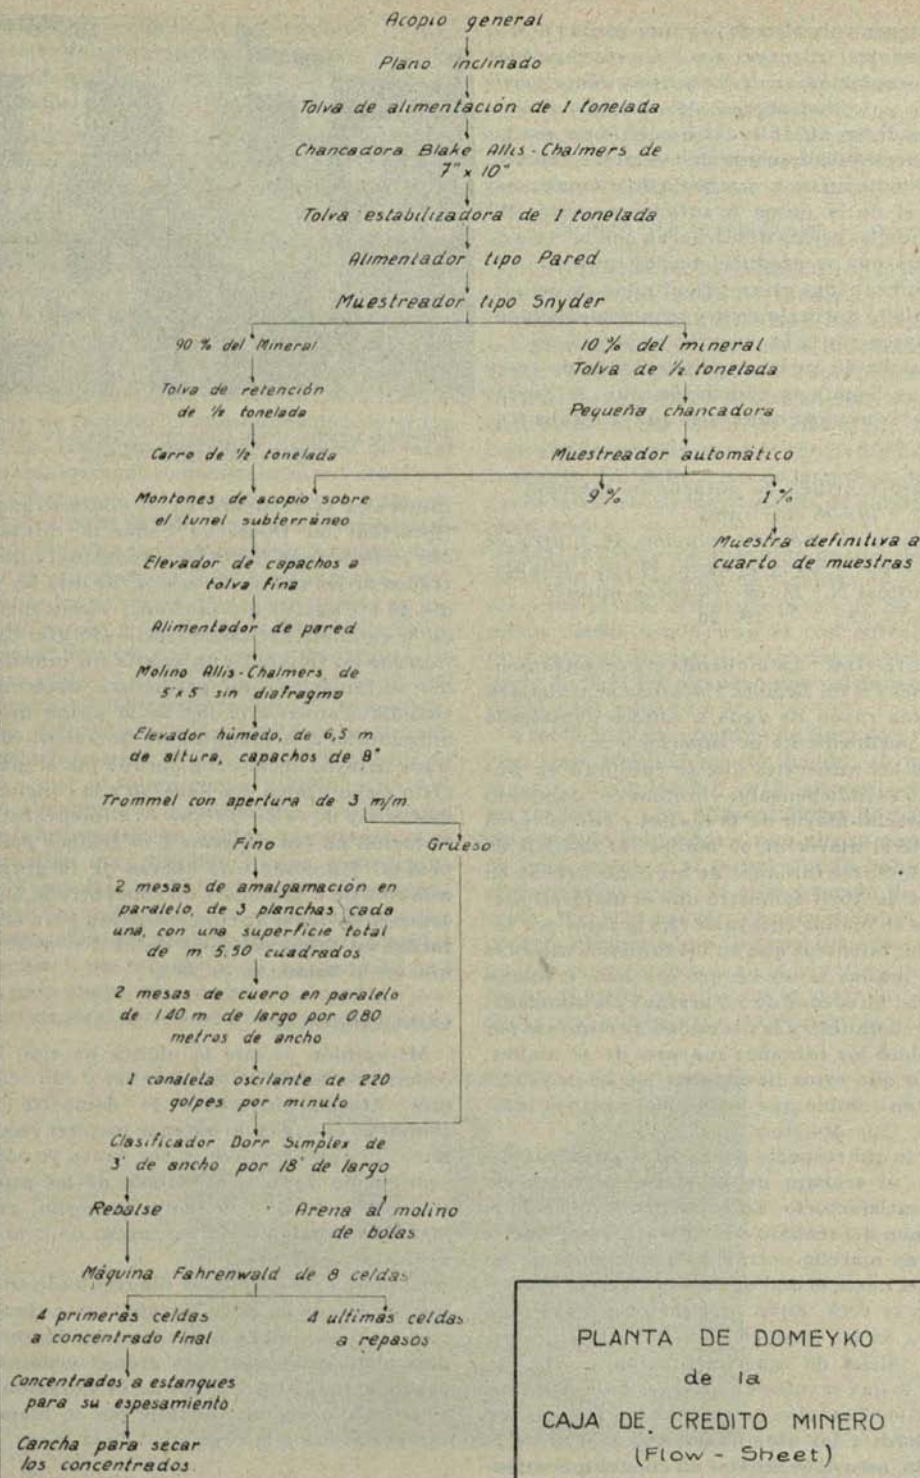 Acopio general
Plano inclinado
Tolva de alimentación de 1 tonelada
Chancadora Blake Allis-Chalmers de
7" x 10"
Tolva estabilizadora de 1 tonelada
Alimentador tipo Pared
Muestreador tipo Snyder
90 % del Mineral
Tolva de retención
de 1/2 tonelada
Carro de 1/2 tonelada
10 % del mineral
Tolva de 1/2 tonelada
Pequeña chancadora
Muestreador automático
9 %
1 %
Muestra definitiva a
cuarto de muestras
Montones de acopio sobre
el tunel subterráneo
Elevador de capachos a
tolva fina
Alimentador de pared
Molino Allis-Chalmers de
5' x 5' sin diafragmo
Elevador húmedo, de 6,5 m
de altura, capachos de 8"
Trommel con apertura de 3 m/m
Fino
Grueso
2 mesas de amalgamación en
paralelo, de 3 planchas cada
una, con una superficie total
de m 5.50 cuadrados
2 mesas de cuero en paralelo
de 1.40 m de largo por 0.80
metros de ancho
1 canaleta oscilante de 220
golpes por minuto
Clasificador Dorr Simplex de
3' de ancho por 18' de largo
Rebalse
Arena al molino
de bolas
Máquina Fahrenwald de 8 celdas
4 primeras celdas
a concentrado final
4 ultimas celdas
a repasos
Concentrados a estanques
para su espesamiento
Cancha para secar
los concentrados.
PLANTA DE DOMEYKO
de la
CAJA DE CREDITO MINERO
(Flow - Sheet)